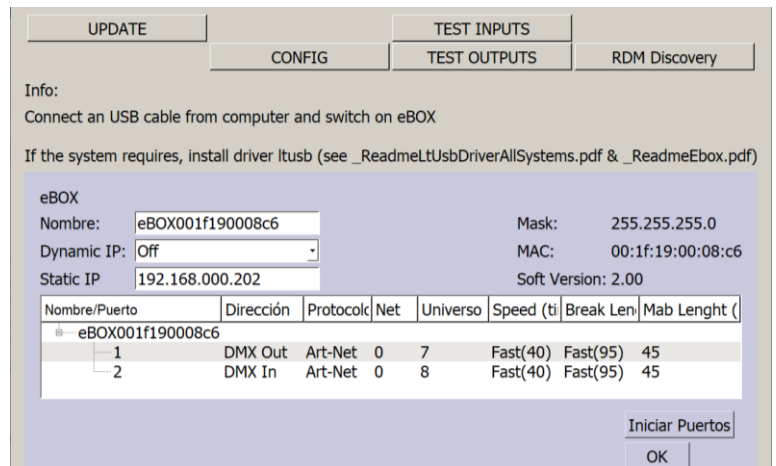 UPDATE TEST INPUTS
CONFIG TEST OUTPUTS RDM Discovery
Info:
Connect an USB cable from computer and switch on eBOX
If the system requires, install driver ltusb (see _ReadmeLtUsbDriverAllSystems.pdf & _ReadmeEbox.pdf)
eBOX
Nombre: eBOX001f190008c6 Mask: 255.255.255.0
Dynamic IP: Off MAC: 00:1f:19:00:08:c6
Static IP 192.168.000.202 Soft Version: 2.00
Nombre/Puerto Dirección Protocolo Net Universo Speed (ti Break Len Mab Lenght (
eBOX001f190008c6
1 DMX Out Art-Net 0 7 Fast(40) Fast(95) 45
2 DMX In Art-Net 0 8 Fast(40) Fast(95) 45
Iniciar Puertos
OK